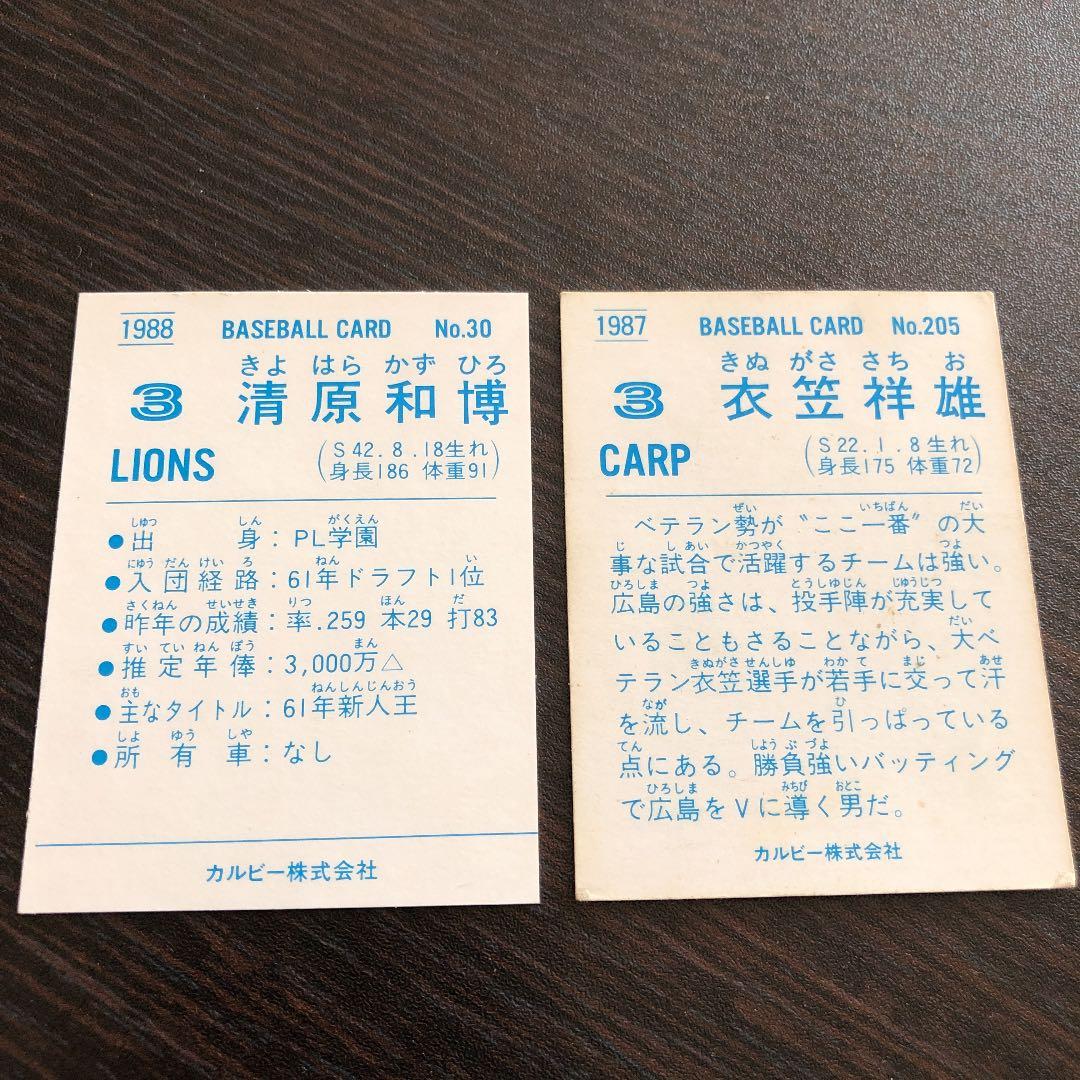 1988 BASEBALL CARD No.30
きよ はら かず ひろ
3 清原和博
LIONS
(S42.8.18生れ
身長186 体重91)
しゆつ しん がくえん
●出身：PL学園
にゆう だん けい ろ ねん い
●入団経路：61年ドラフト1位
さくねん せいせき りつ ほん だ
●昨年の成績：率.259 本29 打83
すい てい ねん ぽう まん
●推定年俸：3,000万△
おも ねんしんじんおう
●主なタイトル：61年新人王
しよ ゆう しや
●所有車：なし
カルビー株式会社
1987 BASEBALL CARD No.205
きぬ がさ さち お
3 衣笠祥雄
CARP
(S22.1.8生れ
身長175 体重72)
ぜい いちばん だい
ベテラン勢が〝ここ一番〟の大
じ しあい かつやく つよ
事な試合で活躍するチームは強い。
ひろしま つよ とうしゆじん じゆうじつ
広島の強さは、投手陣が充実して
だい
いることもさることながら、大ベ
きぬがさせんしゆ わか て まじ あせ
テラン衣笠選手が若手に交って汗
なが ひ
を流し、チームを引っぱっている
てん しようぶづよ
点にある。勝負強いバッティング
ひろしま みちび おとこ
で広島をVに導く男だ。
カルビー株式会社